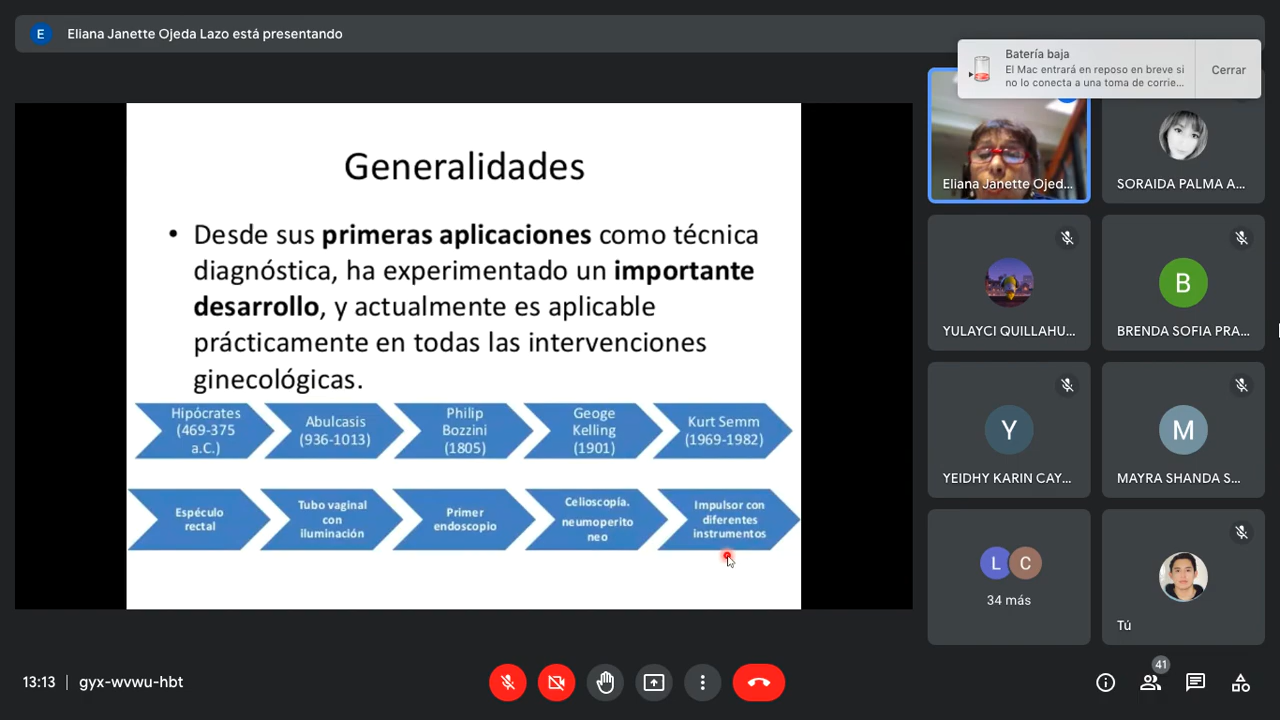 E
Eliana Janette Ojeda Lazo está presentando
Batería baja
El Mac entrará en reposo en breve si
no lo conecta a una toma de corrie...
Cerrar
Generalidades
• Desde sus primeras aplicaciones como técnica
diagnóstica, ha experimentado un importante
desarrollo, y actualmente es aplicable
prácticamente en todas las intervenciones
ginecológicas.
Hipócrates
(469-375
a.C.)
Abulcasis
(936-1013)
Philip
Bozzini
(1805)
Geoge
Kelling
(1901)
Kurt Semm
(1969-1982)
Espéculo
rectal
Tubo vaginal
con
iluminación
Primer
endoscopio
Celioscopía.
neumoperito
neo
Impulsor con
diferentes
instrumentos
Eliana Janette Ojed...
SORAIDA PALMA A...
YULAYCI QUILLAHU...
B
BRENDA SOFIA PRA...
Y
YEIDHY KARIN CAY...
M
MAYRA SHANDA S...
L
C
34 más
Tú
13:13 | gyx-wvwu-hbt
41